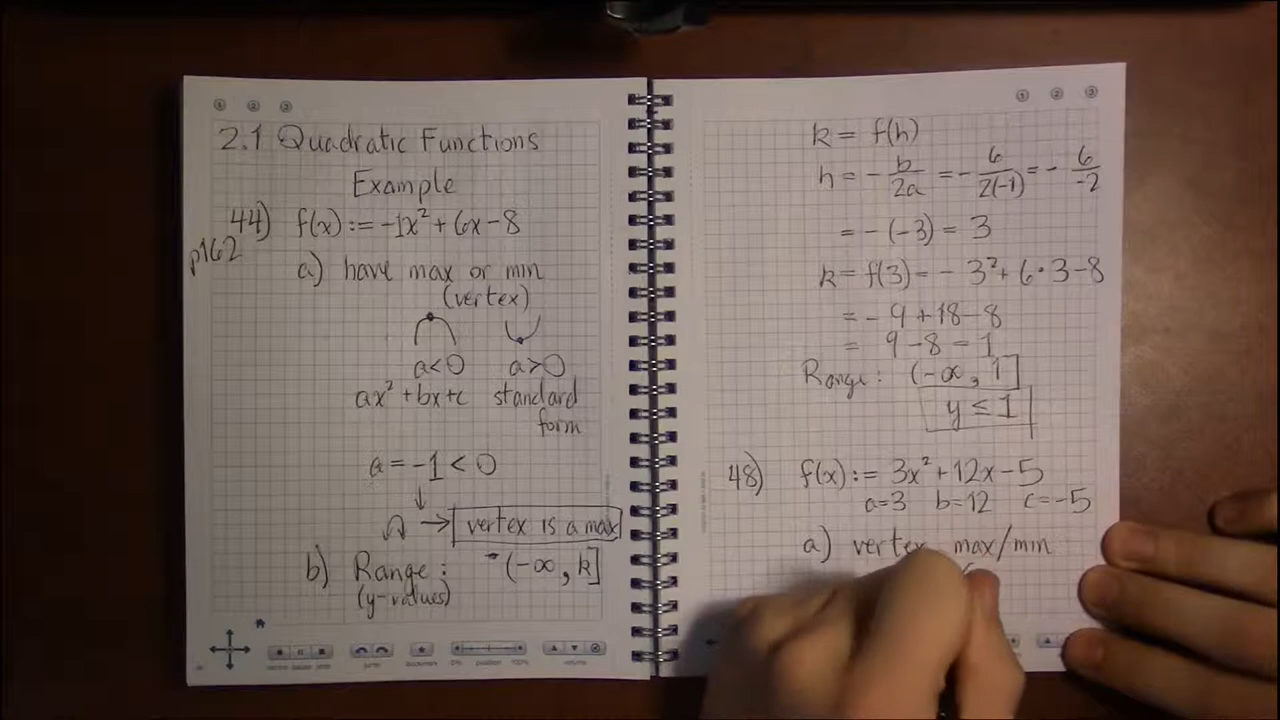 2.1 Quadratic Functions
Example
44) f(x) := -1x² + 6x - 8
p162
a) have max or min
(vertex)
a<0 a>0
ax² + bx + c standard
form
a = -1 < 0
→ vertex is a max
b) Range: (-∞, k]
(y-values)
k = f(h)
h = - b/2a = - 6/2(-1) = - 6/-2
= - (-3) = 3
k = f(3) = - 3² + 6·3 - 8
= - 9 + 18 - 8
= 9 - 8 = 1
Range: (-∞, 1]
y ≤ 1
48) f(x) := 3x² + 12x - 5
a=3 b=12 c=-5
a) vertex max/min